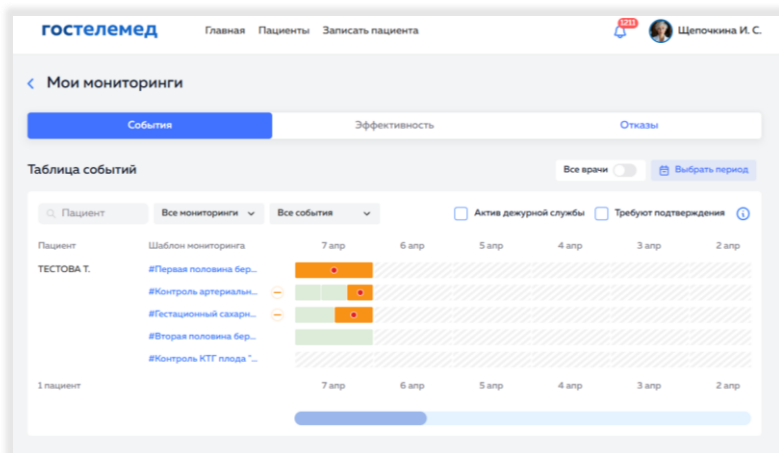 гостелемед Главная Пациенты Записать пациента 1211 Щепочкина И. С.
Мои мониторинги
События Эффективность Отказы
Таблица событий Все врачи Выбрать период
Пациент Все мониторинги Все события Актив дежурной службы Требуют подтверждения
Пациент Шаблон мониторинга 7 апр 6 апр 5 апр 4 апр 3 апр 2 апр
ТЕСТОВА Т. #Первая половина бер...
#Контроль артериальн...
#Гестационный сахарн...
#Вторая половина бер...
#Контроль КТГ плода "...
1 пациент 7 апр 6 апр 5 апр 4 апр 3 апр 2 апр